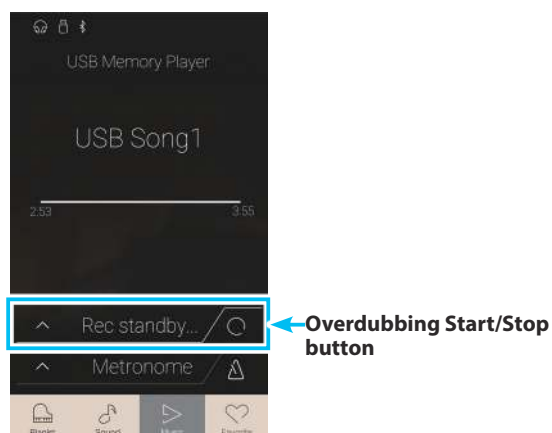 USB Memory Player
USB Song1
2:53 3:55
Rec standby...
Overdubbing Start/Stop
button
Metronome
Pianist Sound Music Favorite